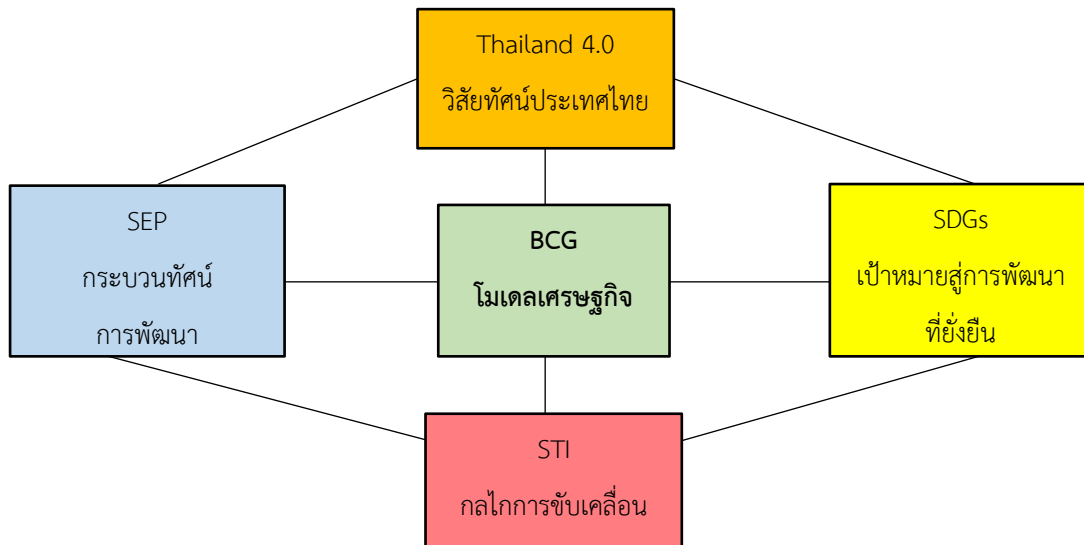 Thailand 4.0
วิสัยทัศน์ประเทศไทย
SEP
กระบวนทัศน์
การพัฒนา
BCG
โมเดลเศรษฐกิจ
SDGs
เป้าหมายสู่การพัฒนา
ที่ยั่งยืน
STI
กลไกการขับเคลื่อน